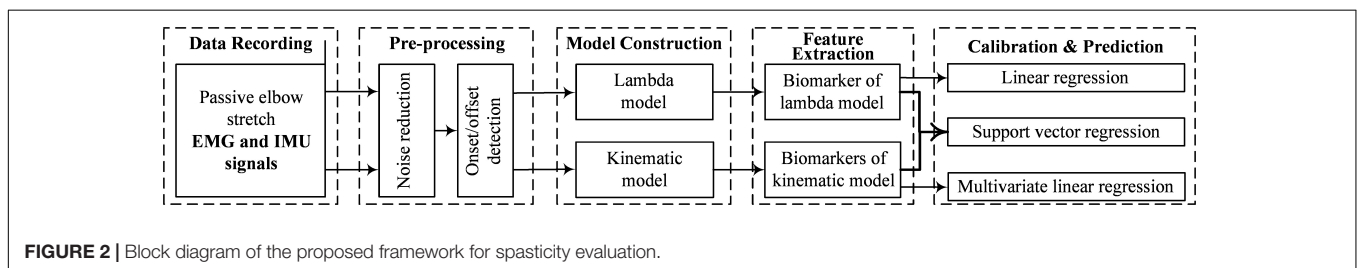 Data Recording
Passive elbow
stretch
EMG and IMU
signals
Pre-processing
Noise reduction
Onset/offset
detection
Model Construction
Lambda
model
Kinematic
model
Feature
Extraction
Biomarker of
lambda model
Biomarkers of
kinematic model
Calibration & Prediction
Linear regression
Support vector regression
Multivariate linear regression
FIGURE 2 | Block diagram of the proposed framework for spasticity evaluation.